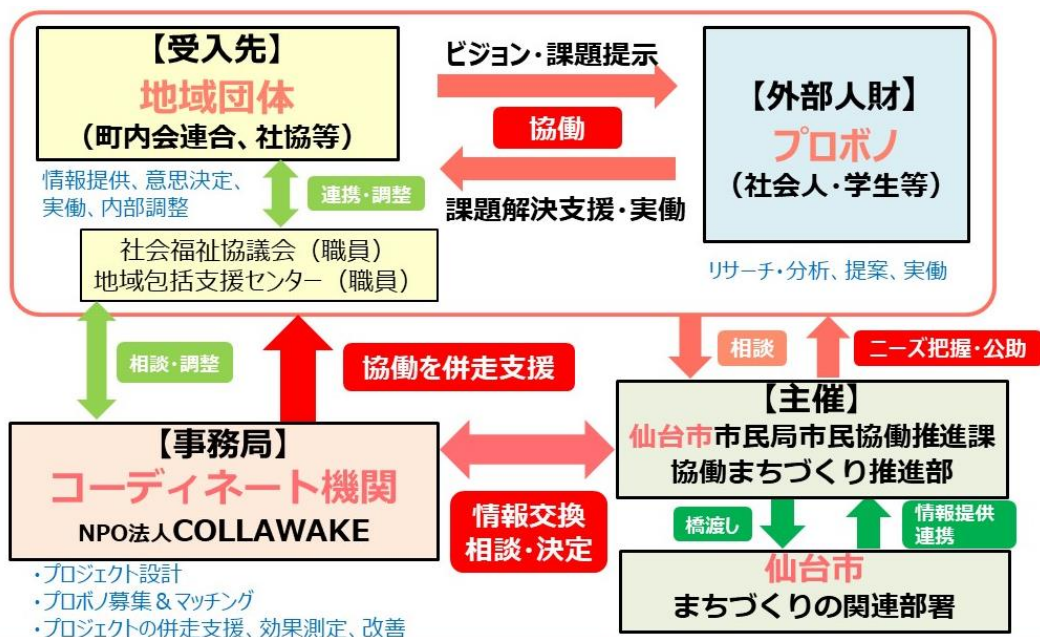 【受入先】
地域団体
（町内会連合、社協等）
ビジョン・課題提示
協働
課題解決支援・実働
【外部人財】
プロボノ
（社会人・学生等）
情報提供、意思決定、
実働、内部調整
連携・調整
社会福祉協議会（職員）
地域包括支援センター（職員）
リサーチ・分析、提案、実働
相談・調整
協働を併走支援
相談
ニーズ把握・公助
【事務局】
コーディネート機関
NPO法人COLLAWAKE
情報交換
相談・決定
【主催】
仙台市市民局市民協働推進課
協働まちづくり推進部
橋渡し
情報提供
連携
仙台市
まちづくりの関連部署
・プロジェクト設計
・プロボノ募集＆マッチング
・プロジェクトの併走支援、効果測定、改善